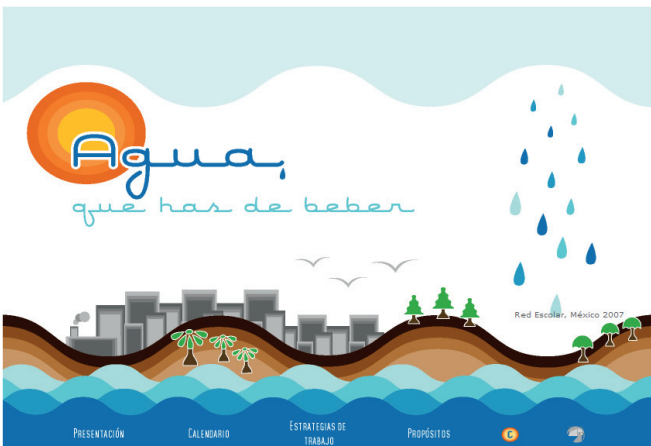 Agua,
que has de beber
Red Escolar, México 2007
PRESENTACIÓN
CALENDARIO
ESTRATEGIAS DE
TRABAJO
PROPÓSITOS
C